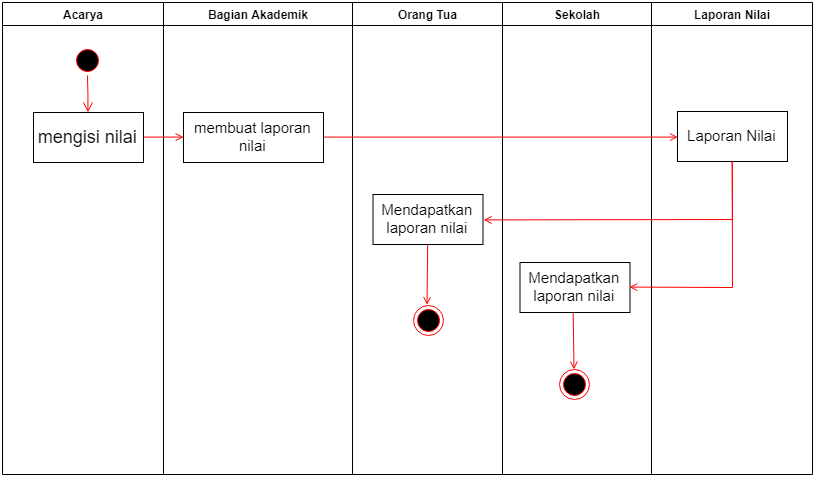 Acarya
Bagian Akademik
Orang Tua
Sekolah
Laporan Nilai
mengisi nilai
membuat laporan
nilai
Laporan Nilai
Mendapatkan
laporan nilai
Mendapatkan
laporan nilai